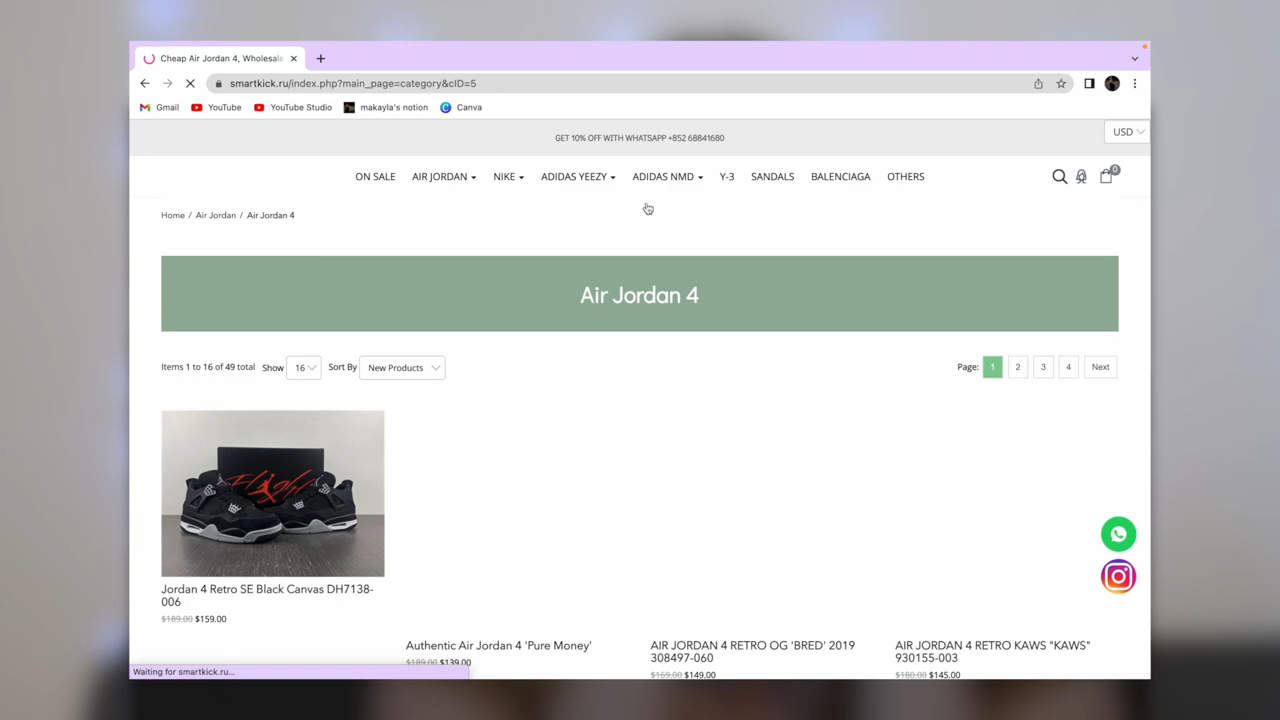 Cheap Air Jordan 4, Wholesale
smartkick.ru/index.php?main_page=category&cID=5
Gmail YouTube YouTube Studio makayla's notion Canva
GET 10% OFF WITH WHATSAPP +852 68841680
USD
ON SALE AIR JORDAN NIKE ADIDAS YEEZY ADIDAS NMD Y-3 SANDALS BALENCIAGA OTHERS
0
Home / Air Jordan / Air Jordan 4
Air Jordan 4
Items 1 to 16 of 49 total Show 16 Sort By New Products Page: 1 2 3 4 Next
Flight
Jordan 4 Retro SE Black Canvas DH7138-
006
$189.00 $159.00
Authentic Air Jordan 4 'Pure Money'
$189.00 $139.00
AIR JORDAN 4 RETRO OG 'BRED' 2019
308497-060
$169.00 $149.00
AIR JORDAN 4 RETRO KAWS "KAWS"
930155-003
$180.00 $145.00
Waiting for smartkick.ru...